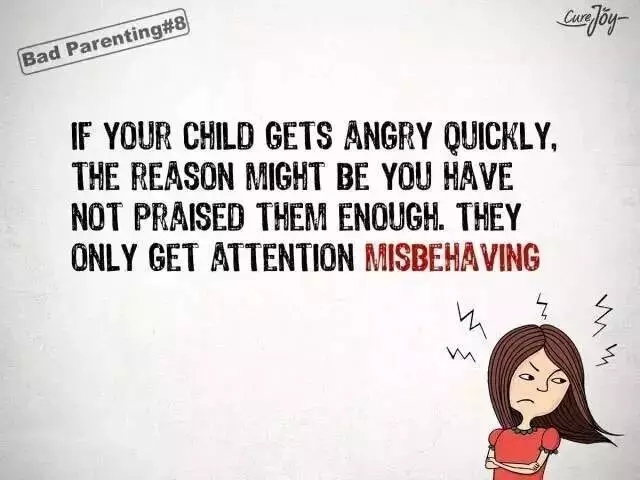 Bad Parenting#8
CureJoy
IF YOUR CHILD GETS ANGRY QUICKLY,
THE REASON MIGHT BE YOU HAVE
NOT PRAISED THEM ENOUGH. THEY
ONLY GET ATTENTION MISBEHAVING